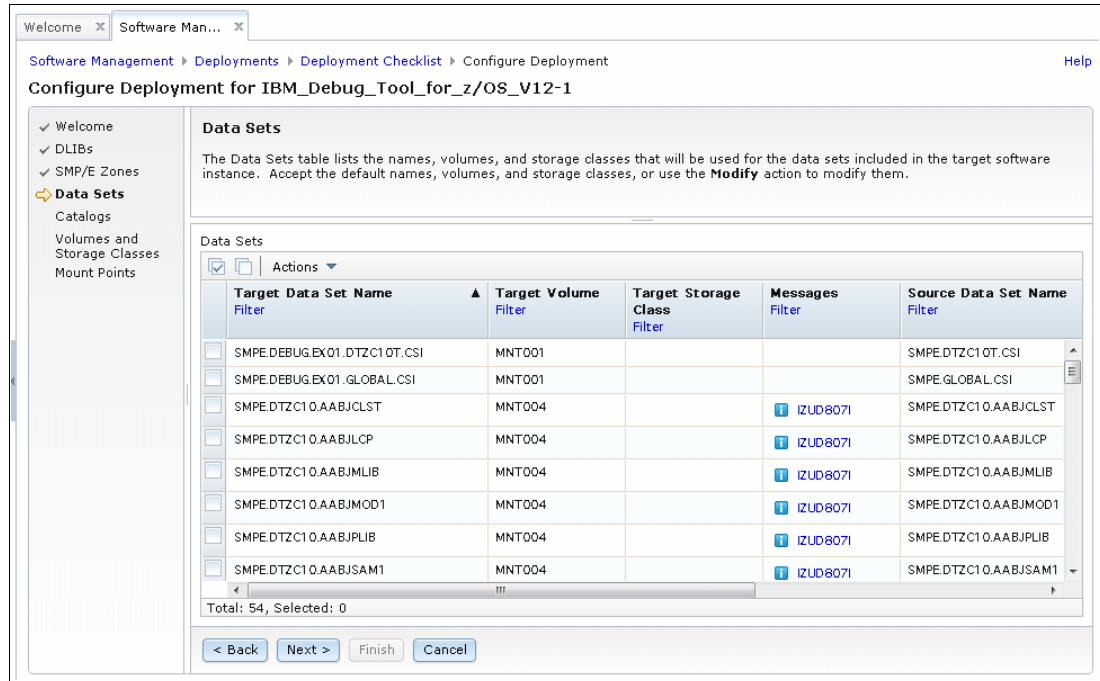 Welcome X Software Man... X
Software Management ▸ Deployments ▸ Deployment Checklist ▸ Configure Deployment Help
Configure Deployment for IBM_Debug_Tool_for_z/OS_V12-1
Welcome
DLIBs
SMP/E Zones
Data Sets
Catalogs
Volumes and
Storage Classes
Mount Points
Data Sets
The Data Sets table lists the names, volumes, and storage classes that will be used for the data sets included in the target software
instance. Accept the default names, volumes, and storage classes, or use the Modify action to modify them.
Data Sets
Actions
Target Data Set Name Target Volume Target Storage Messages Source Data Set Name
Filter Filter Class Filter Filter
Filter
SMPE.DEBUG.EX01.DTZC10T.CSI MNT001 SMPE.DTZC10T.CSI
SMPE.DEBUG.EX01.GLOBAL.CSI MNT001 SMPE.GLOBAL.CSI
SMPE.DTZC10.AABJCLST MNT004 IZUD807I SMPE.DTZC10.AABJCLST
SMPE.DTZC10.AABJLCP MNT004 IZUD807I SMPE.DTZC10.AABJLCP
SMPE.DTZC10.AABJMLIB MNT004 IZUD807I SMPE.DTZC10.AABJMLIB
SMPE.DTZC10.AABJMOD1 MNT004 IZUD807I SMPE.DTZC10.AABJMOD1
SMPE.DTZC10.AABJPLIB MNT004 IZUD807I SMPE.DTZC10.AABJPLIB
SMPE.DTZC10.AABJSAM1 MNT004 IZUD807I SMPE.DTZC10.AABJSAM1
Total: 54, Selected: 0
< Back Next > Finish Cancel